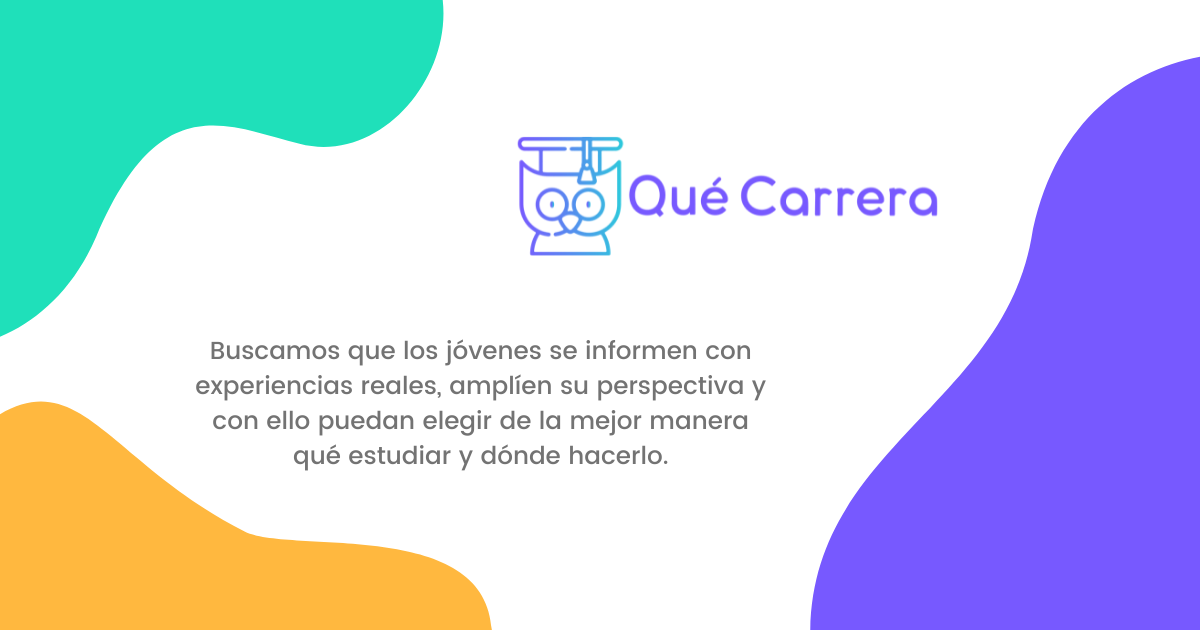 Qué Carrera
Buscamos que los jóvenes se informen con
experiencias reales, amplíen su perspectiva y
con ello puedan elegir de la mejor manera
qué estudiar y dónde hacerlo.